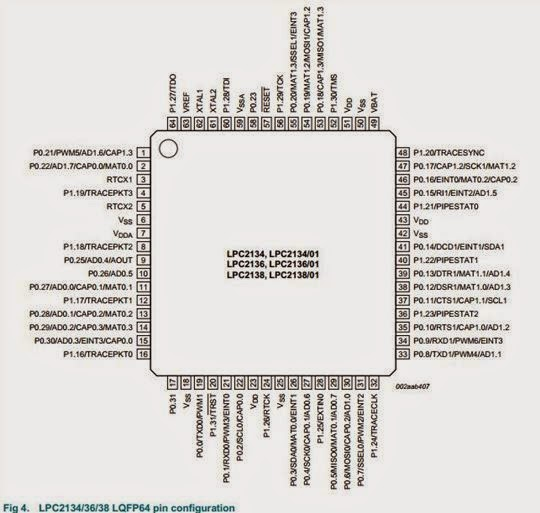 64 P1.27/TDO
63 VREF
62 XTAL1
61 XTAL2
60 P1.28/TDI
59 VSSA
58 P0.23
57 RESET
56 P1.29/TCK
55 P0.20/MAT1.3/SSEL1/EINT3
54 P0.19/MAT1.2/MOSI1/CAP1.2
53 P0.18/CAP1.3/MISO1/MAT1.3
52 P1.30/TMS
51 VDD
50 VSS
49 VBAT
P0.21/PWM5/AD1.6/CAP1.3 1
P0.22/AD1.7/CAP0.0/MAT0.0 2
RTCX1 3
P1.19/TRACEPKT3 4
RTCX2 5
VSS 6
VDDA 7
P1.18/TRACEPKT2 8
P0.25/AD0.4/AOUT 9
P0.26/AD0.5 10
P0.27/AD0.0/CAP0.1/MAT0.1 11
P1.17/TRACEPKT1 12
P0.28/AD0.1/CAP0.2/MAT0.2 13
P0.29/AD0.2/CAP0.3/MAT0.3 14
P0.30/AD0.3/EINT3/CAP0.0 15
P1.16/TRACEPKT0 16
LPC2134, LPC2134/01
LPC2136, LPC2136/01
LPC2138, LPC2138/01
48 P1.20/TRACESYNC
47 P0.17/CAP1.2/SCK1/MAT1.2
46 P0.16/EINT0/MAT0.2/CAP0.2
45 P0.15/RI1/EINT2/AD1.5
44 P1.21/PIPESTAT0
43 VDD
42 VSS
41 P0.14/DCD1/EINT1/SDA1
40 P1.22/PIPESTAT1
39 P0.13/DTR1/MAT1.1/AD1.4
38 P0.12/DSR1/MAT1.0/AD1.3
37 P0.11/CTS1/CAP1.1/SCL1
36 P1.23/PIPESTAT2
35 P0.10/RTS1/CAP1.0/AD1.2
34 P0.9/RXD1/PWM6/EINT3
33 P0.8/TXD1/PWM4/AD1.1
P0.31 17
VSS 18
P0.0/TXD0/PWM1 19
P1.31/TRST 20
P0.1/RXD0/PWM3/EINT0 21
P0.2/SCL0/CAP0.0 22
VDD 23
P1.26/RTCK 24
VSS 25
P0.3/SDA0/MAT0.0/EINT1 26
P0.4/SCK0/CAP0.1/AD0.6 27
P1.25/EXTIN0 28
P0.5/MISO0/MAT0.1/AD0.7 29
P0.6/MOSI0/CAP0.2/AD1.0 30
P0.7/SSEL0/PWM2/EINT2 31
P1.24/TRACECLK 32
002aab407
Fig 4. LPC2134/36/38 LQFP64 pin configuration